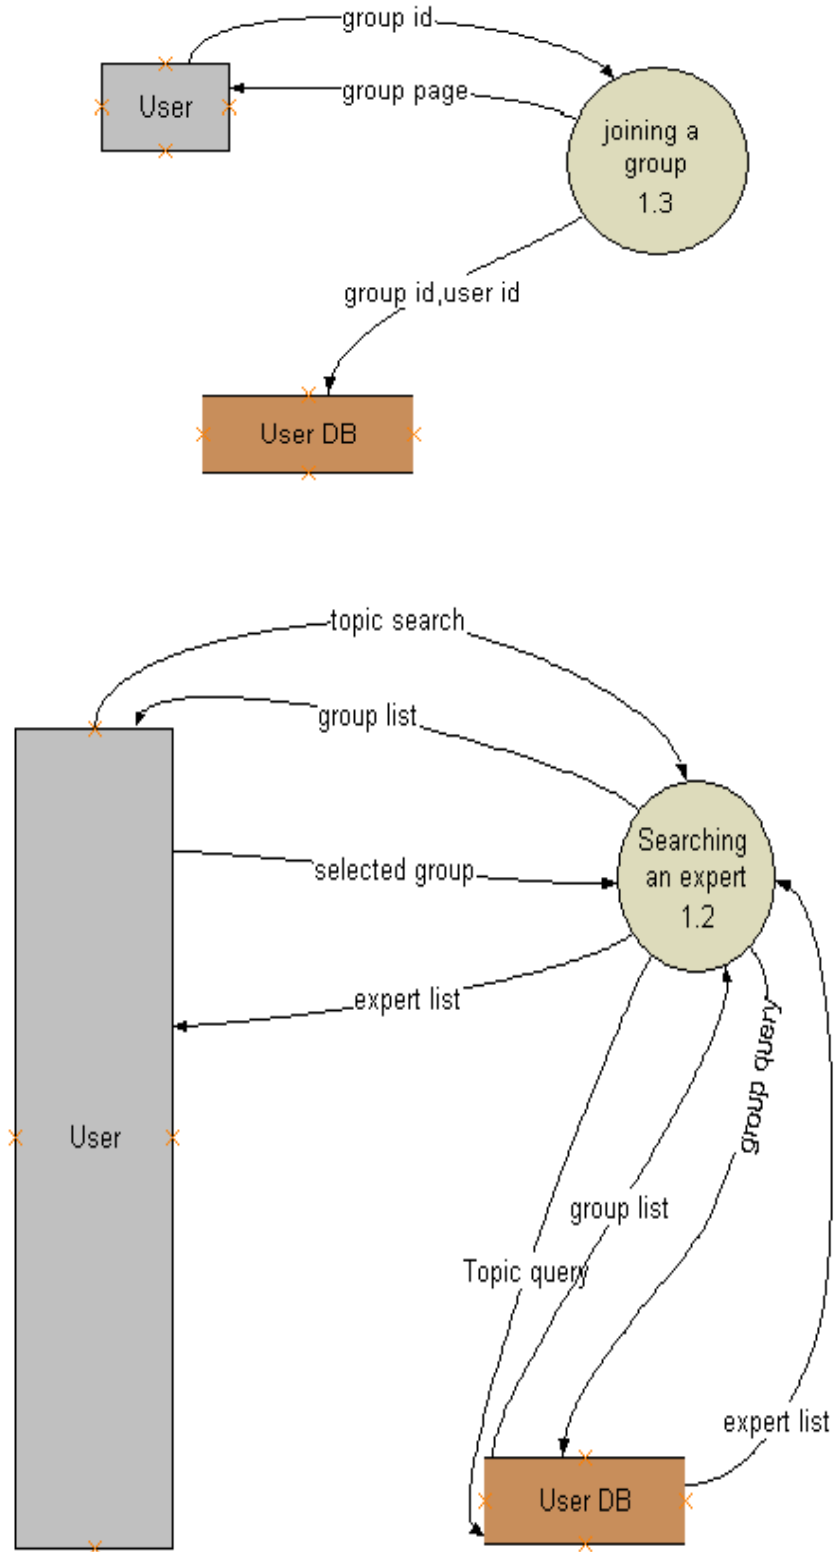 group id
group page
User
joining a
group
1.3
group id,user id
User DB
topic search
group list
Searching
an expert
1.2
selected group
expert list
group query
User
group list
Topic query
expert list
User DB